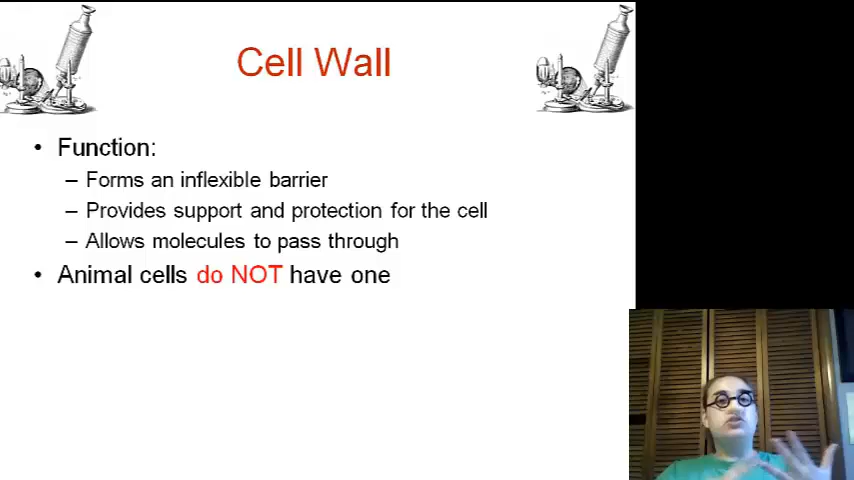 Cell Wall
• Function:
– Forms an inflexible barrier
– Provides support and protection for the cell
– Allows molecules to pass through
• Animal cells do NOT have one